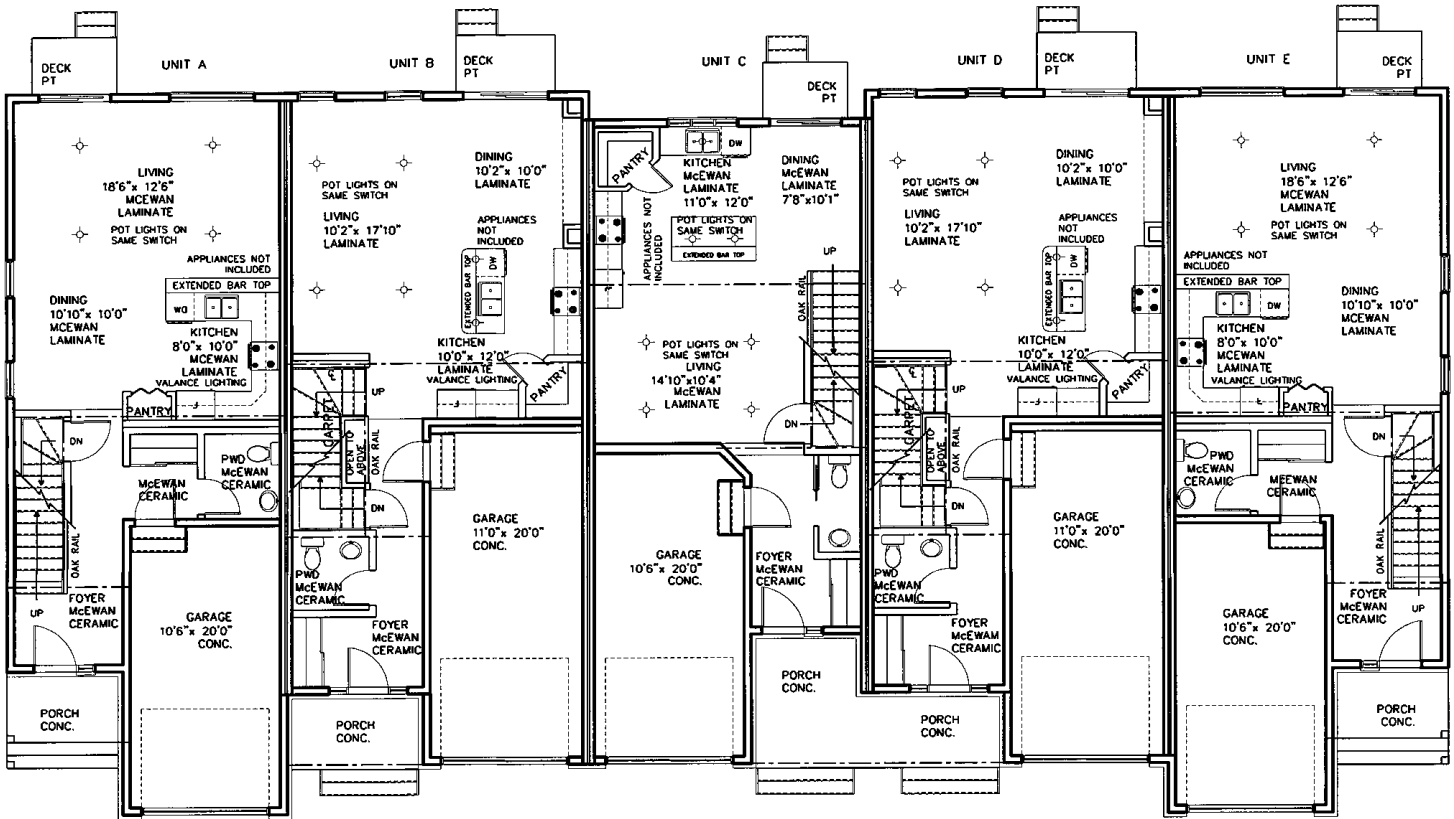 UNIT A
UNIT B
UNIT C
UNIT D
UNIT E
DECK
PT
LIVING
18'6"x 12'6"
MCEWAN
LAMINATE
POT LIGHTS ON
SAME SWITCH
APPLIANCES NOT
INCLUDED
EXTENDED BAR TOP
DW
DINING
10'10"x 10'0"
MCEWAN
LAMINATE
KITCHEN
8'0"x 10'0"
MCEWAN
LAMINATE
VALANCE LIGHTING
PANTRY
DN
PWD
McEWAN
CERAMIC
McEWAN
CERAMIC
OAK RAIL
UP
FOYER
McEWAN
CERAMIC
GARAGE
10'6"x 20'0"
CONC.
PORCH
CONC.
DECK
PT
DINING
10'2"x 10'0"
LAMINATE
POT LIGHTS ON
SAME SWITCH
LIVING
10'2"x 17'10"
LAMINATE
APPLIANCES
NOT
INCLUDED
EXTENDED BAR TOP
DW
KITCHEN
10'0"x 12'0"
LAMINATE
VALANCE LIGHTING
PANTRY
UP
CARPET
OPEN TO
ABOVE
OAK RAIL
DN
GARAGE
11'0"x 20'0"
CONC.
PWD
McEWAN
CERAMIC
FOYER
McEWAN
CERAMIC
PORCH
CONC.
DECK
PT
PANTRY
DW
KITCHEN
McEWAN
LAMINATE
11'0"x 12'0"
DINING
McEWAN
LAMINATE
7'8"x10'1"
APPLIANCES NOT
INCLUDED
POT LIGHTS ON
SAME SWITCH
EXTENDED BAR TOP
UP
OAK RAIL
POT LIGHTS ON
SAME SWITCH
LIVING
14'10"x10'4"
McEWAN
LAMINATE
DN
GARAGE
10'6"x 20'0"
CONC.
FOYER
McEWAN
CERAMIC
PORCH
CONC.
DECK
PT
DINING
10'2"x 10'0"
LAMINATE
POT LIGHTS ON
SAME SWITCH
LIVING
10'2"x 17'10"
LAMINATE
APPLIANCES
NOT
INCLUDED
EXTENDED BAR TOP
DW
KITCHEN
10'0"x 12'0"
LAMINATE
VALANCE LIGHTING
PANTRY
UP
CARPET
OPEN TO
ABOVE
OAK RAIL
DN
GARAGE
11'0"x 20'0"
CONC.
PWD
McEWAN
CERAMIC
FOYER
McEWAM
CERAMIC
PORCH
CONC.
DECK
PT
LIVING
18'6"x 12'6"
MCEWAN
LAMINATE
POT LIGHTS ON
SAME SWITCH
APPLIANCES NOT
INCLUDED
EXTENDED BAR TOP
DW
DINING
10'10"x 10'0"
MCEWAN
LAMINATE
KITCHEN
8'0"x 10'0"
MCEWAN
LAMINATE
VALANCE LIGHTING
PANTRY
DN
PWD
McEWAN
CERAMIC
MEEWAN
CERAMIC
OAK RAIL
UP
FOYER
McEWAN
CERAMIC
GARAGE
10'6"x 20'0"
CONC.
PORCH
CONC.